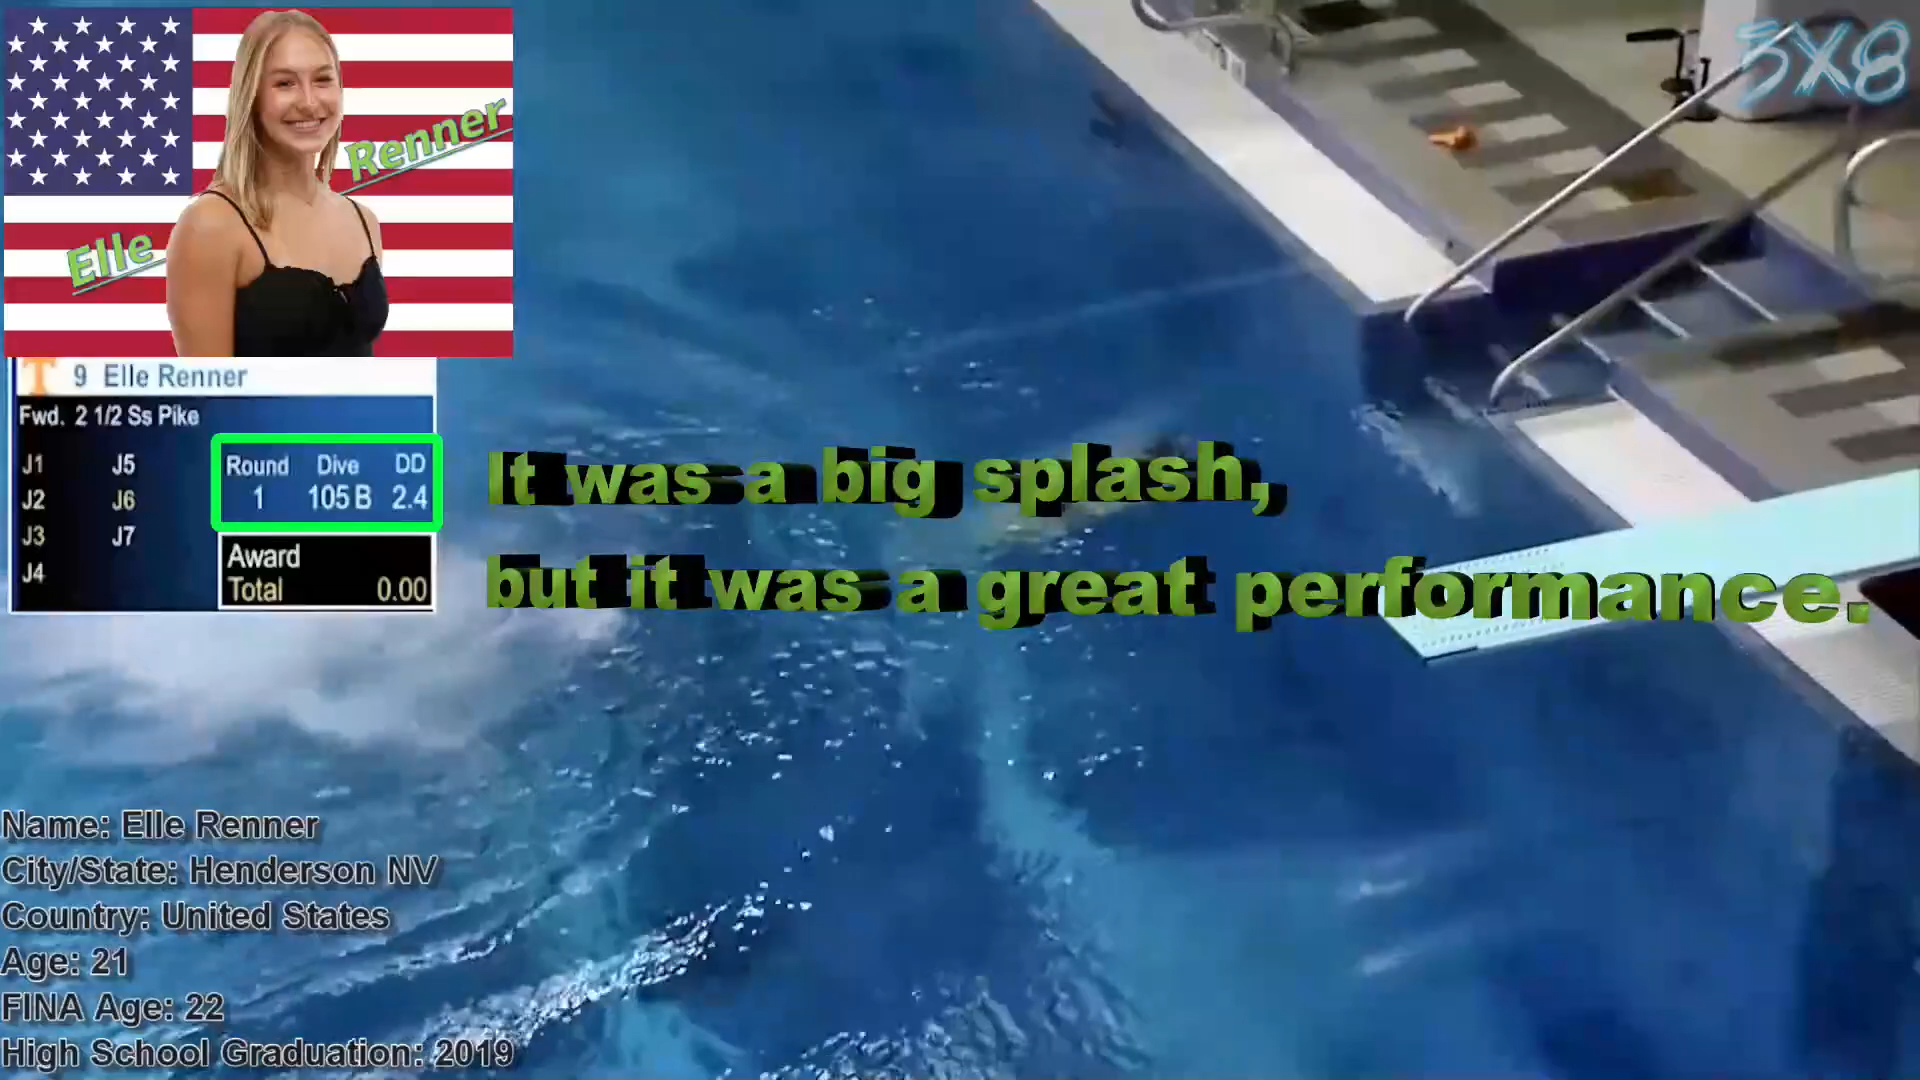 3X8
Elle
Renner
T 9 Elle Renner
Fwd. 2 1/2 Ss Pike
J1 J5
J2 J6
J3 J7
J4
Round Dive DD
1 105 B 2.4
Award
Total 0.00
It was a big splash,
but it was a great performance.
Name: Elle Renner
City/State: Henderson NV
Country: United States
Age: 21
FINA Age: 22
High School Graduation: 2019